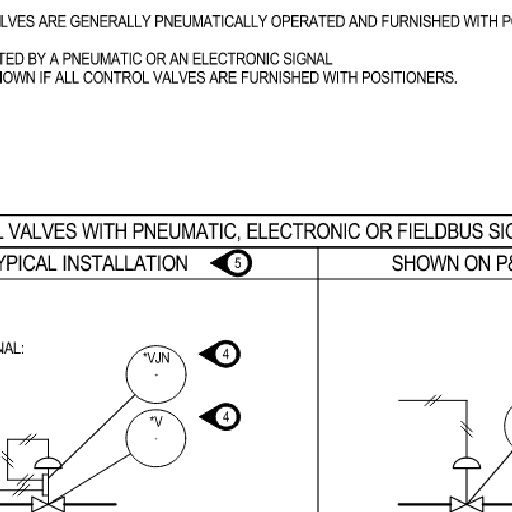 LVES ARE GENERALLY PNEUMATICALLY OPERATED AND FURNISHED WITH P
TED BY A PNEUMATIC OR AN ELECTRONIC SIGNAL
HOWN IF ALL CONTROL VALVES ARE FURNISHED WITH POSITIONERS.
L VALVES WITH PNEUMATIC, ELECTRONIC OR FIELDBUS SIG
YPICAL INSTALLATION 5
SHOWN ON P&
NAL:
*VJN 4
*V 4